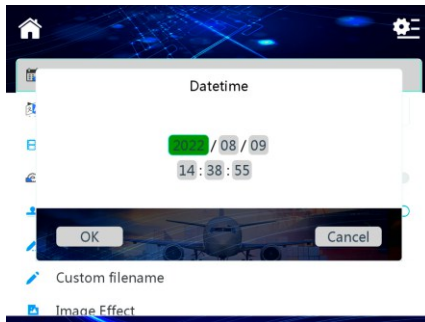 Datetime
2022 / 08 / 09
14 : 38 : 55
OK Cancel
Custom filename
Image Effect